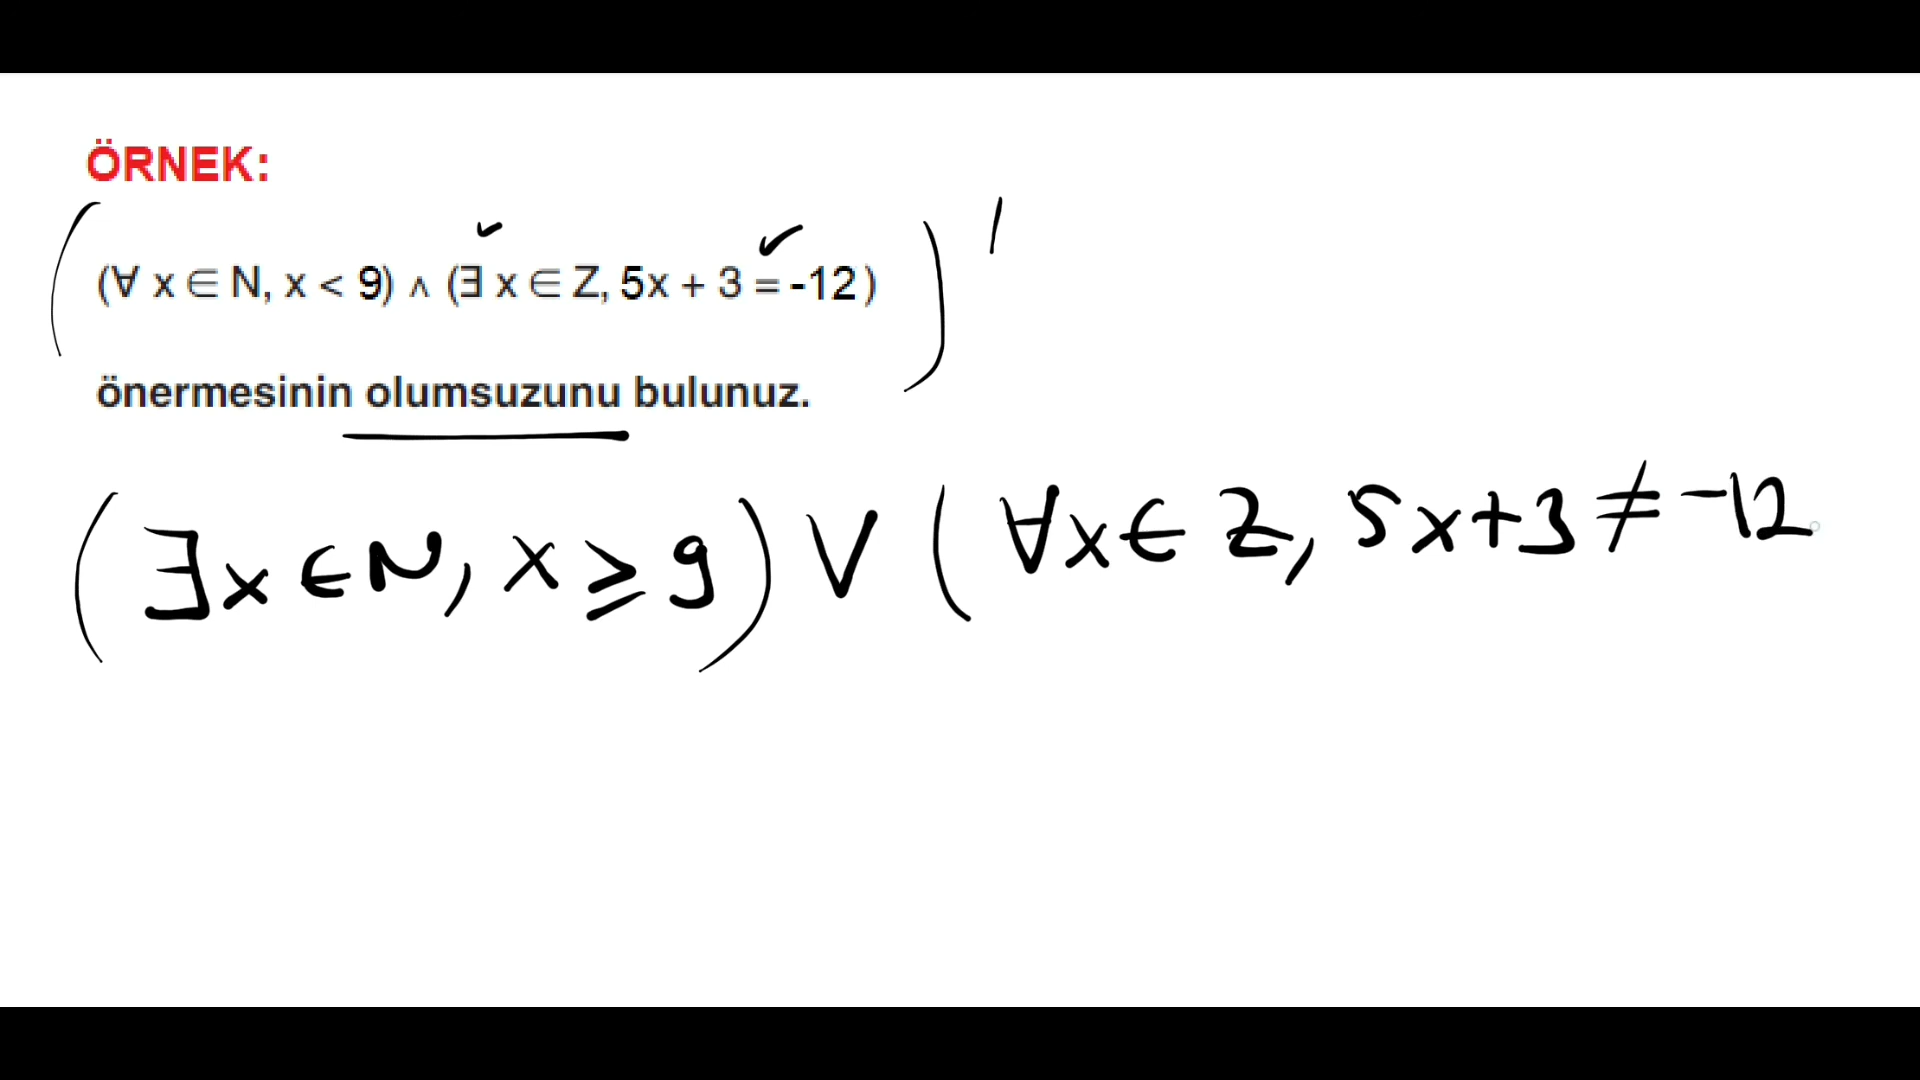 ÖRNEK:
((∀ x ∈ N, x < 9) ∧ (∃ x ∈ Z, 5x + 3 = -12))'
önermesinin olumsuzunu bulunuz.
(∃x ∈ N, x ≥ 9) ∨ (∀x ∈ Z, 5x+3 ≠ -12